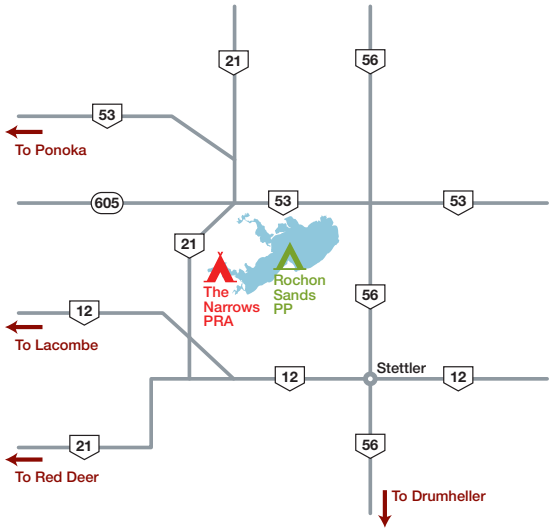 21
56
53
To Ponoka
605
53
53
21
The
Narrows
PRA
Rochon
Sands
PP
56
12
To Lacombe
Stettler
12
12
21
56
To Red Deer
To Drumheller